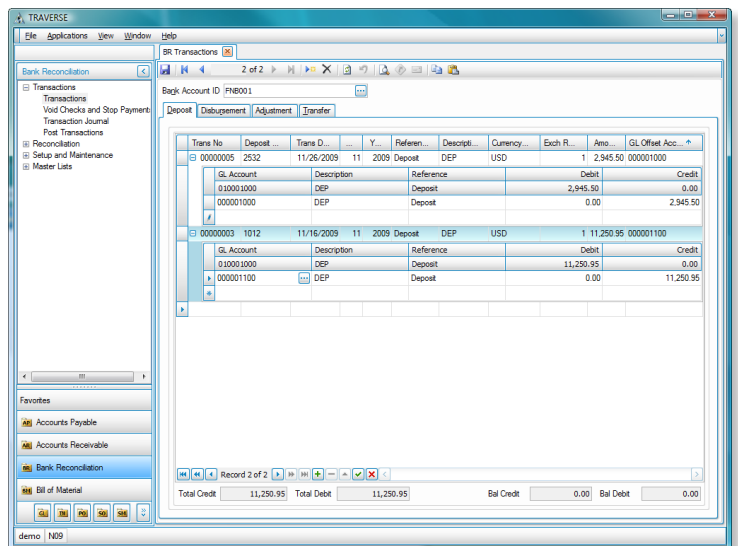 TRAVERSE
File Applications View Window Help
BR Transactions
Bank Reconciliation
2 of 2
Transactions
Transactions
Void Checks and Stop Payment:
Transaction Journal
Post Transactions
Reconciliation
Setup and Maintenance
Master Lists
Bank Account ID FNB001
Deposit Disbursement Adjustment Transfer
Trans No Deposit ... Trans D... ... Y... Referen... Descripti... Currency... Exch R... Amo... GL Offset Acc...
00000005 2532 11/26/2009 11 2009 Deposit DEP USD 1 2,945.50 000001000
GL Account Description Reference Debit Credit
010001000 DEP Deposit 2,945.50 0.00
000001000 DEP Deposit 0.00 2,945.50
00000003 1012 11/16/2009 11 2009 Deposit DEP USD 1 11,250.95 000001100
GL Account Description Reference Debit Credit
010001000 DEP Deposit 11,250.95 0.00
000001100 ... DEP Deposit 0.00 11,250.95
Favorites
AP Accounts Payable
AR Accounts Receivable
BR Bank Reconciliation
BM Bill of Material
GL PO SO
Record 2 of 2
Total Credit 11,250.95 Total Debit 11,250.95 Bal Credit 0.00 Bal Debit 0.00
demo N09